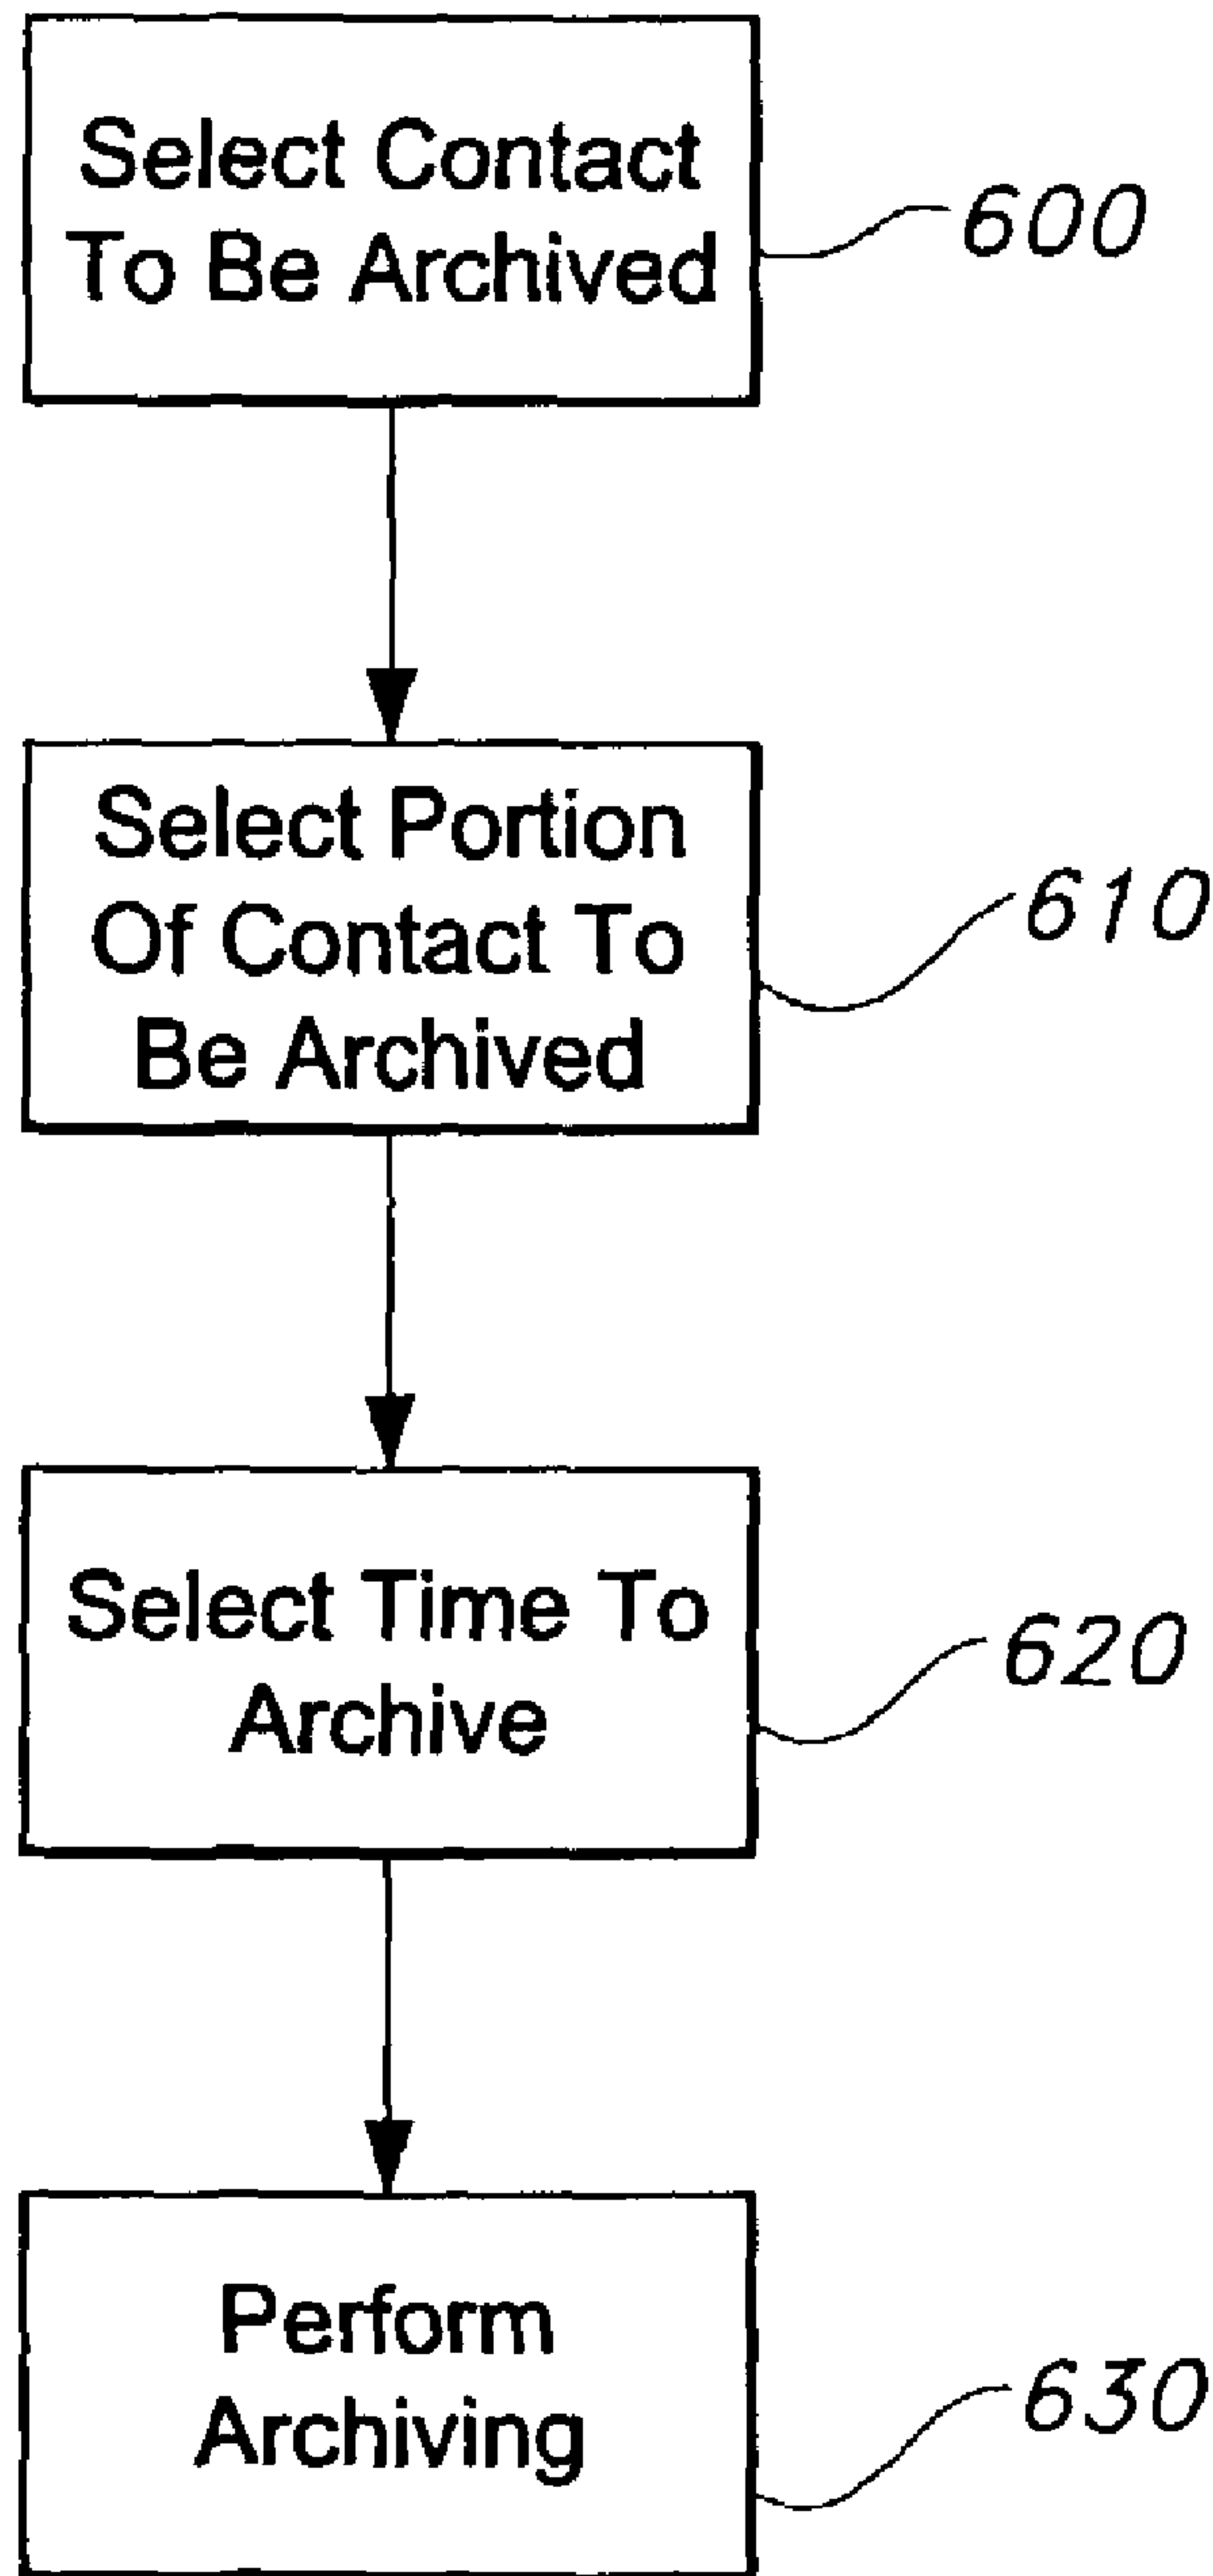 Select Contact
To Be Archived
600
Select Portion
Of Contact To
Be Archived
610
Select Time To
Archive
620
Perform
Archiving
630